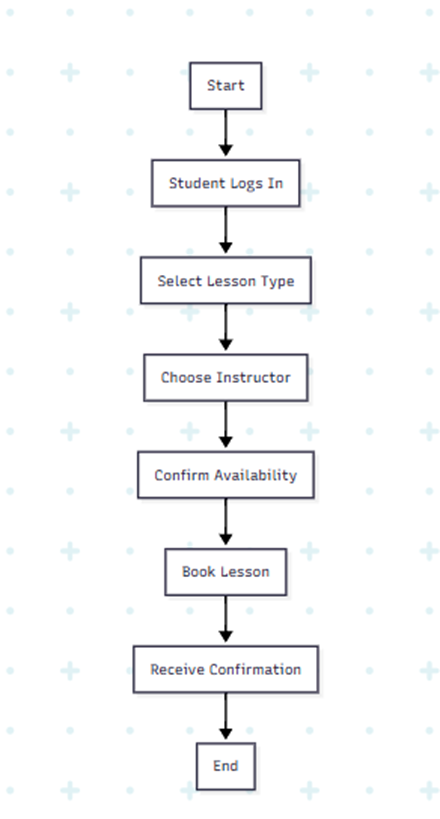 Start
Student Logs In
Select Lesson Type
Choose Instructor
Confirm Availability
Book Lesson
Receive Confirmation
End